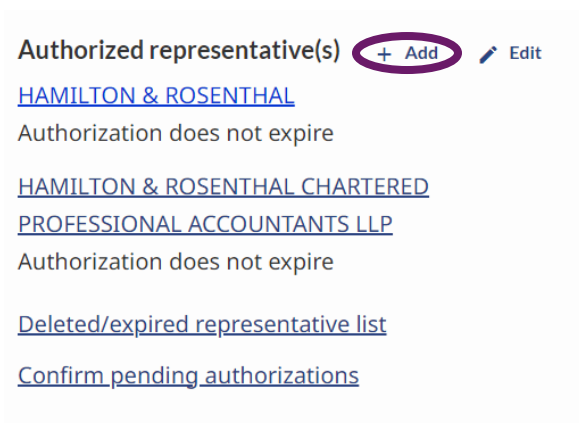 Authorized representative(s) + Add Edit
HAMILTON & ROSENTHAL
Authorization does not expire
HAMILTON & ROSENTHAL CHARTERED
PROFESSIONAL ACCOUNTANTS LLP
Authorization does not expire
Deleted/expired representative list
Confirm pending authorizations